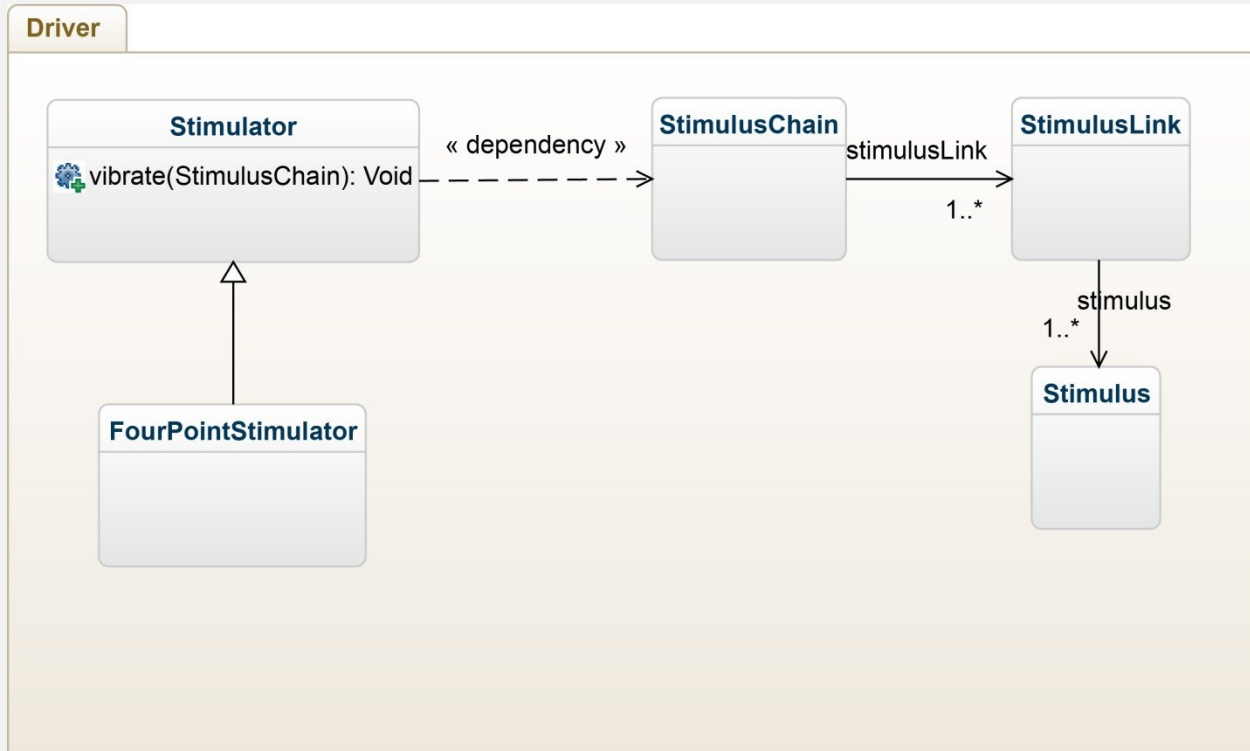 Driver
Stimulator
vibrate(StimulusChain): Void
« dependency »
StimulusChain
stimulusLink
1..*
StimulusLink
stimulus
1..*
Stimulus
FourPointStimulator